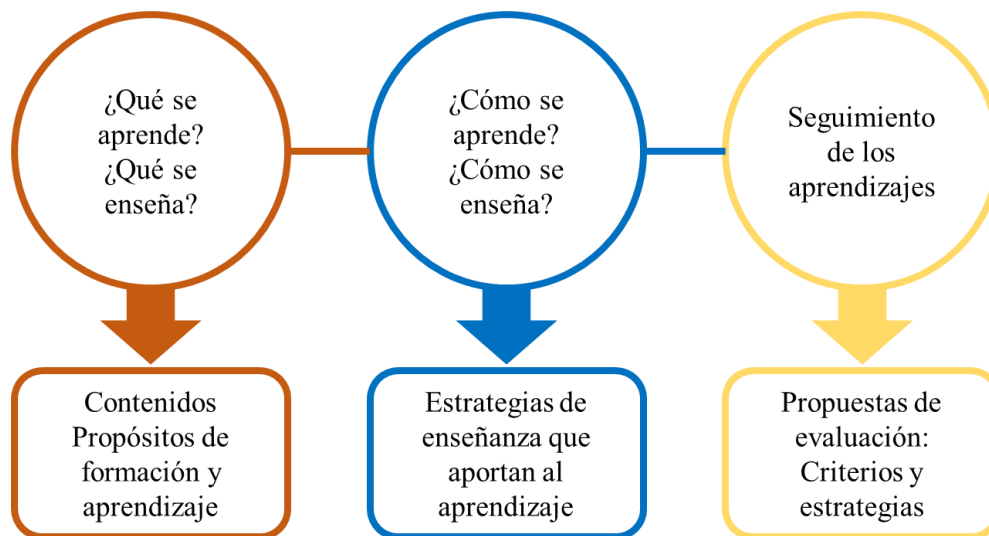 ¿Qué se
aprende?
¿Qué se
enseña?
¿Cómo se
aprende?
¿Cómo se
enseña?
Seguimiento
de los
aprendizajes
Contenidos
Propósitos de
formación y
aprendizaje
Estrategias de
enseñanza que
aportan al
aprendizaje
Propuestas de
evaluación:
Criterios y
estrategias